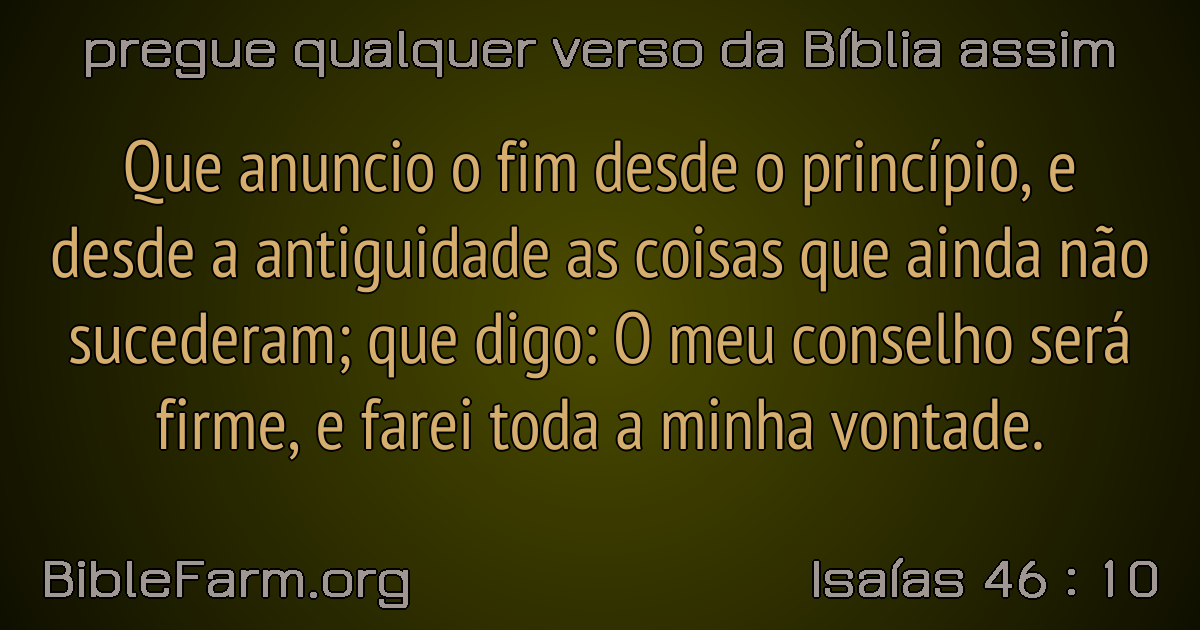 pregue qualquer verso da Bíblia assim
Que anuncio o fim desde o princípio, e
desde a antiguidade as coisas que ainda não
sucederam; que digo: O meu conselho será
firme, e farei toda a minha vontade.
BibleFarm.org
Isaías 46 : 10